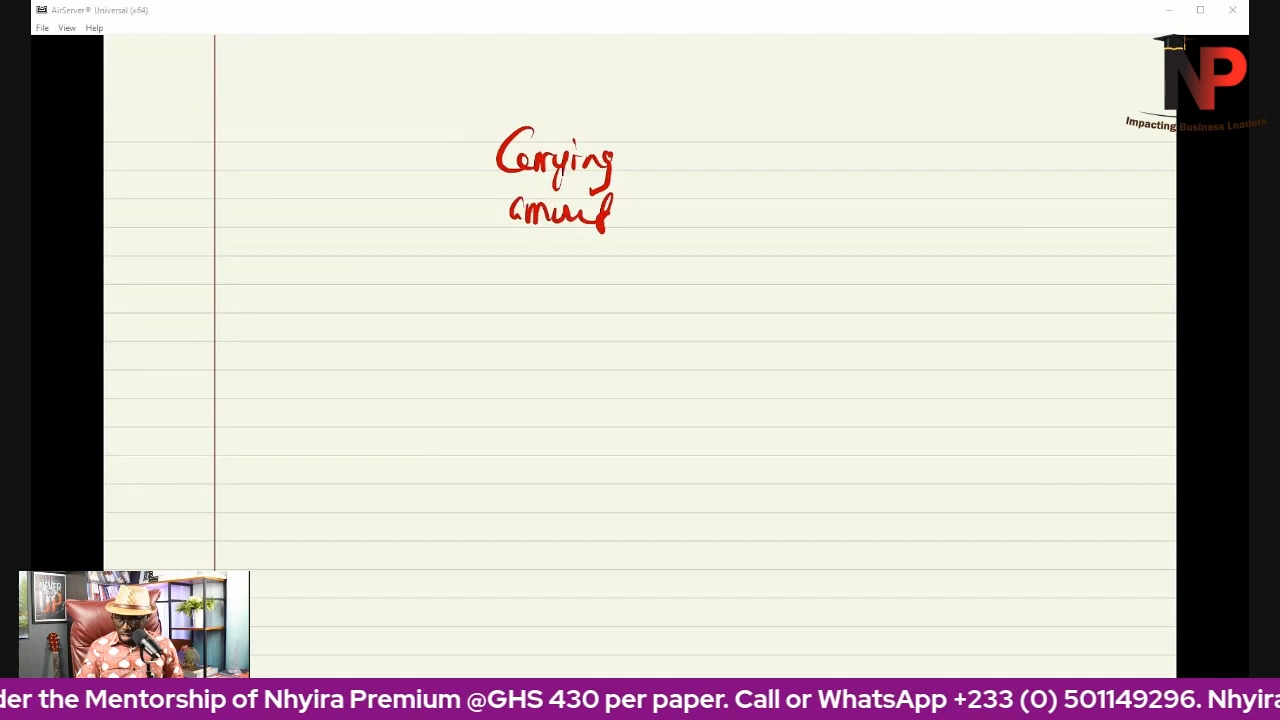 AirServer® Universal (x64)
File View Help
NP
Impacting Business Leaders
Carrying
amount
der the Mentorship of Nhyira Premium @GHS 430 per paper. Call or WhatsApp +233 (0) 501149296. Nhyira